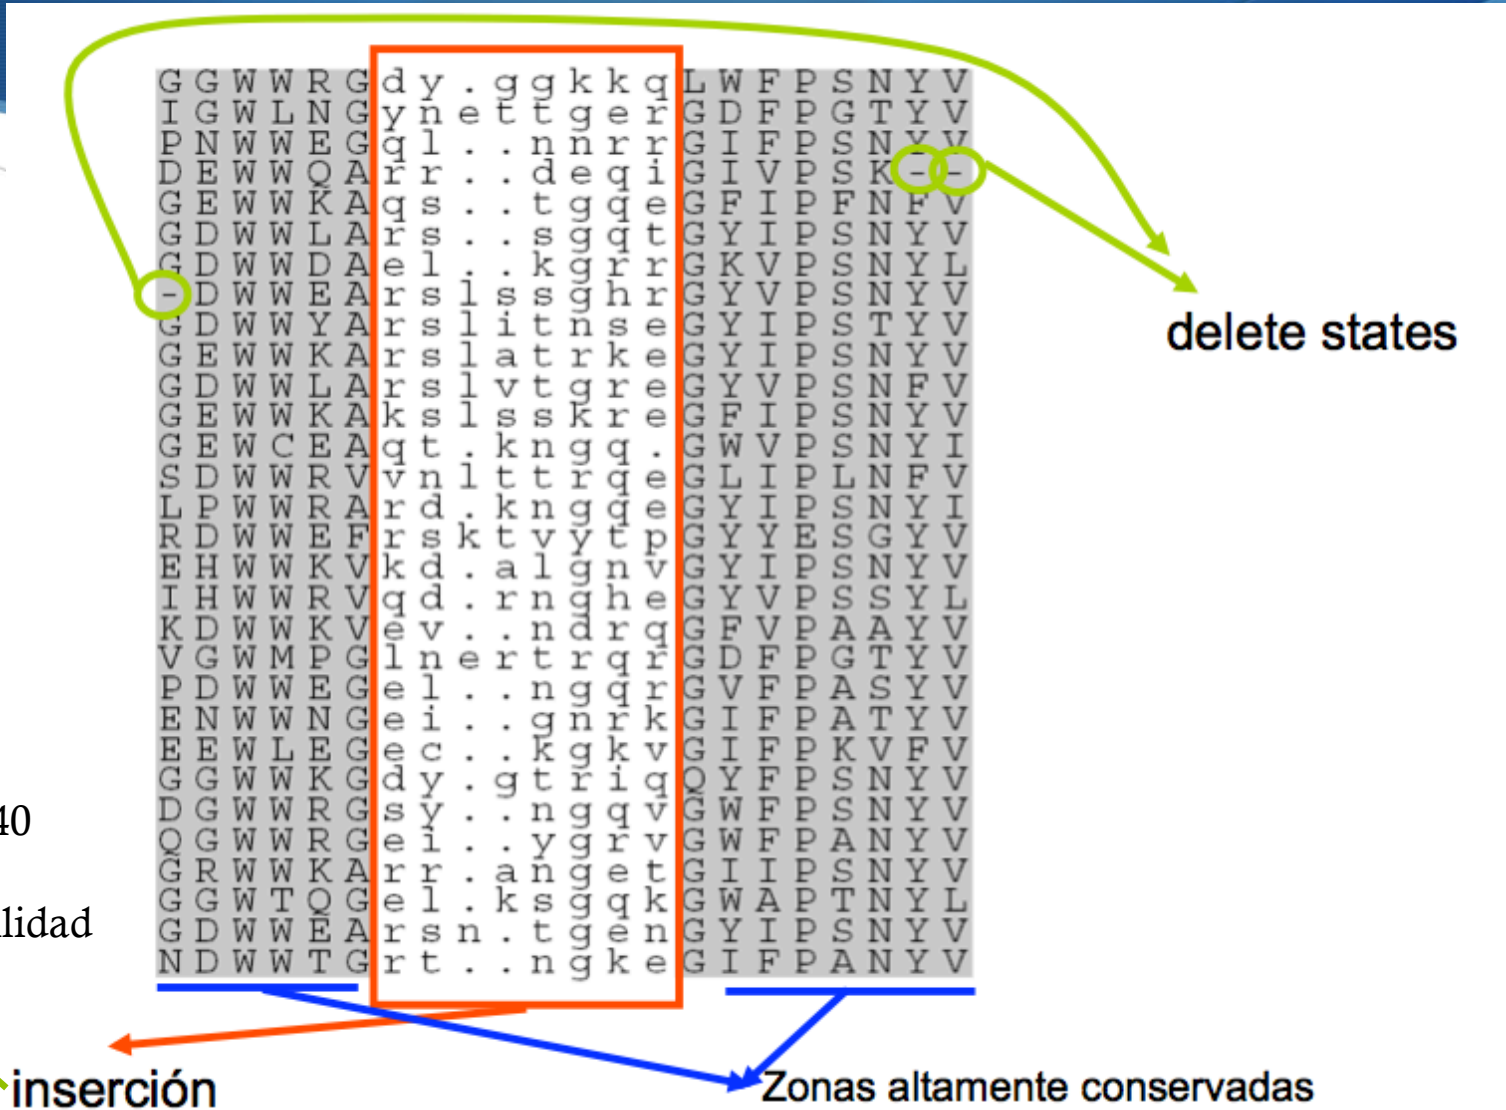 GGWWRGdy.ggkkqLWFPSNYV
IGWLNGynettgerGDFPGTYV
PNWWEGql..nnrrGIFPSNYV
DEWWQArr..deqiGIVPSK--
GEWWKAqs..tgqeGFIPFNFV
GDWWLArs..sgqtGYIPSNYV
GDWWDAel..kgrrGKVPSNYL
-DWWEArslssghrGYVPSNYV
GDWWYArslitnseGYIPSTYV
GEWWKArslatrkeGYIPSNYV
GDWWLArslvtgreGYVPSNFV
GEWWKAkslsskreGFIPSNYV
GEWCEAqt.kngq.GWVPSNYI
SDWWRVvnlttrqeGLIPLNFV
LPWWRArd.kngqeGYIPSNYI
RDWWEFrsktvytpGYYESGYV
EHWWKVkd.algnvGYIPSNYV
IHWWRVqd.rngheGYVPSSYL
KDWWKVev..ndrqGFVPAAYV
VGWMPGlnertrqrGDFPGTYV
PDWWEGel..ngqrGVFPASYV
ENWWNGei..gnrkGIFPATYV
EEWLEGec..kgkvGIFPKVFV
GGWWKGdy.gtriqQYFPSNYV
DGWWRGsy..ngqvGWFPSNYV
QGWWRGei..ygrvGWFPANYV
GRWWKArr.angetGIIPSNYV
GGWTQGel.ksgqkGWAPTNYL
GDWWEArsn.tgenGYIPSNYV
NDWWTGrt..ngkeGIFPANYV
delete states
40
lidad
inserción
Zonas altamente conservadas